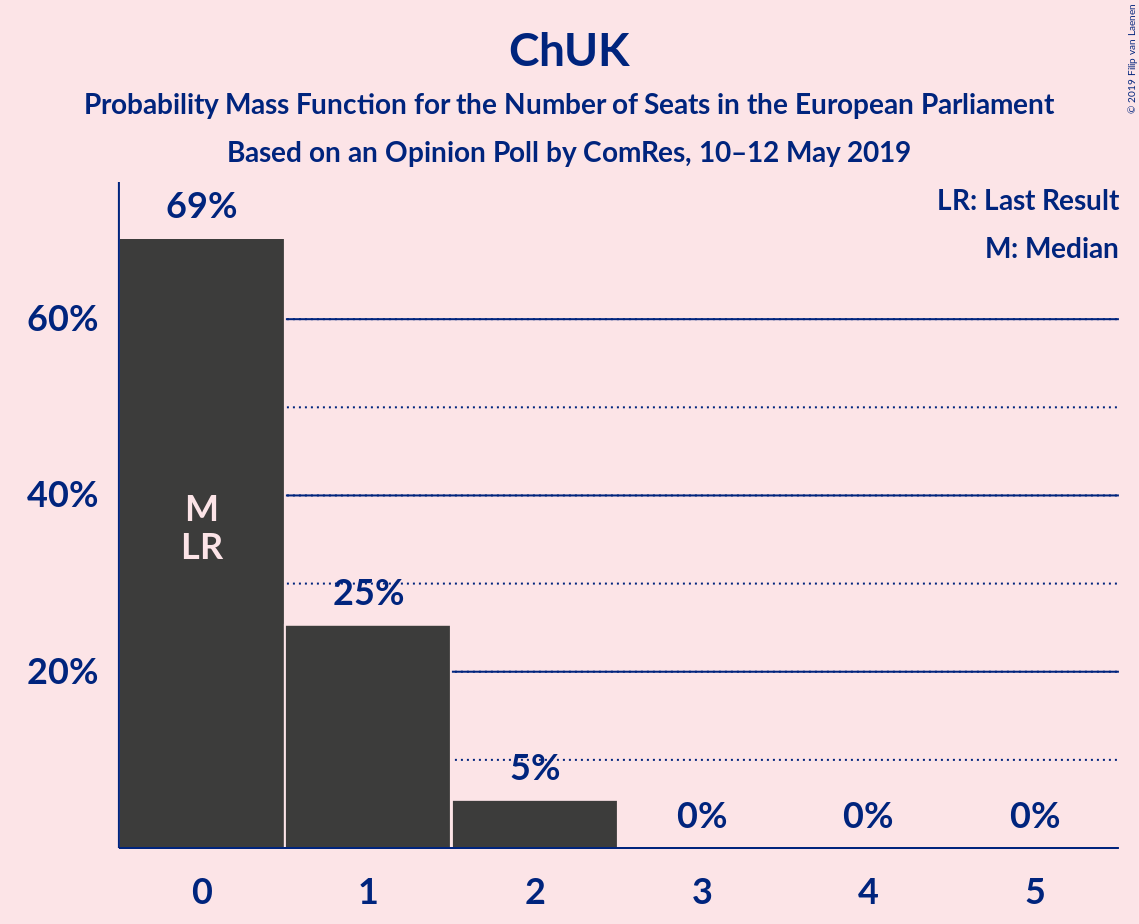 ChUK
Probability Mass Function for the Number of Seats in the European Parliament
Based on an Opinion Poll by ComRes, 10–12 May 2019
© 2019 Filip van Laenen
LR: Last Result
M: Median
69%
60%
40%
M
LR
25%
20%
5%
0%
0%
0%
0
1
2
3
4
5